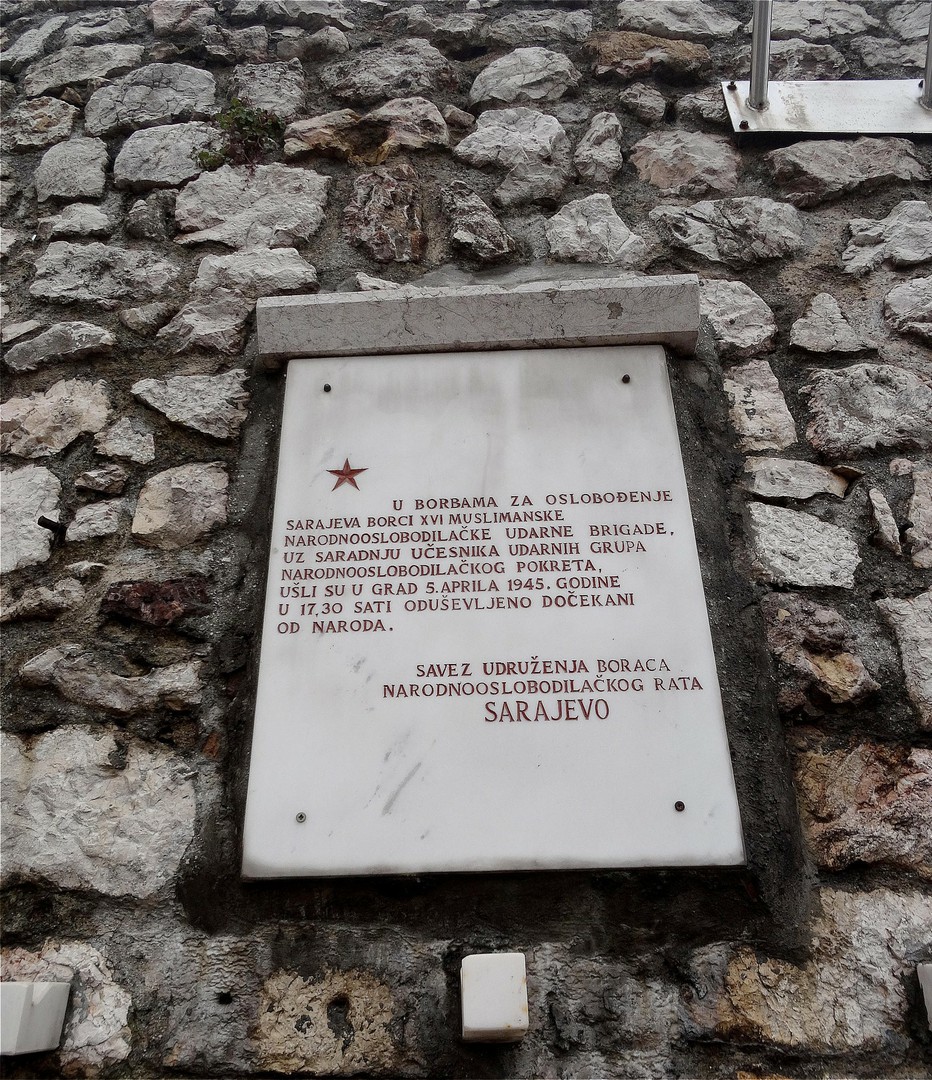 U BORBAMA ZA OSLOBOĐENJE
SARAJEVA BORCI XVI MUSLIMANSKE
NARODNOOSLOBODILAČKE UDARNE BRIGADE,
UZ SARADNJU UČESNIKA UDARNIH GRUPA
NARODNOOSLOBODILAČKOG POKRETA,
UŠLI SU U GRAD 5.APRILA 1945. GODINE
U 17,30 SATI ODUŠEVLJENO DOČEKANI
OD NARODA.
SAVEZ UDRUŽENJA BORACA
NARODNOOSLOBODILAČKOG RATA
SARAJEVO